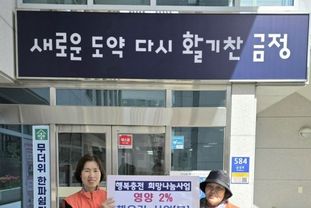 새로운 도약 다시 활기찬 금정
무더위 한파쉼
584
행복충전 희망나눔사업
영양 2%